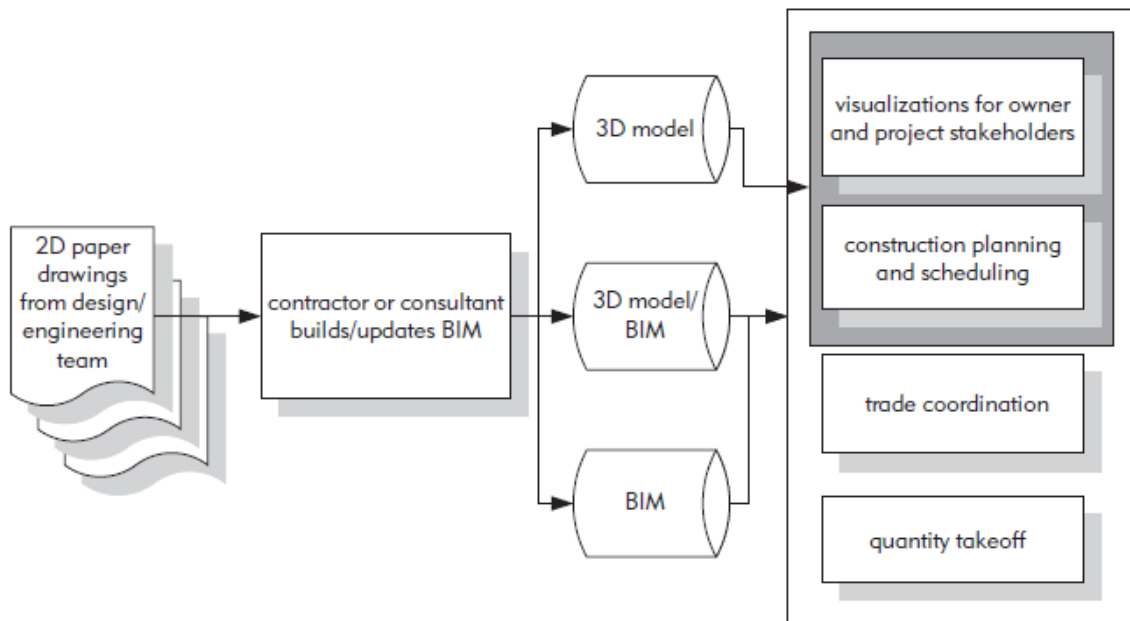 2D paper
drawings
from design/
engineering
team
contractor or consultant
builds/updates BIM
3D model
3D model/
BIM
BIM
visualizations for owner
and project stakeholders
construction planning
and scheduling
trade coordination
quantity takeoff